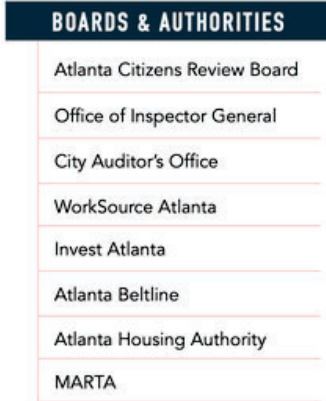 BOARDS & AUTHORITIES
Atlanta Citizens Review Board
Office of Inspector General
City Auditor's Office
WorkSource Atlanta
Invest Atlanta
Atlanta Beltline
Atlanta Housing Authority
MARTA